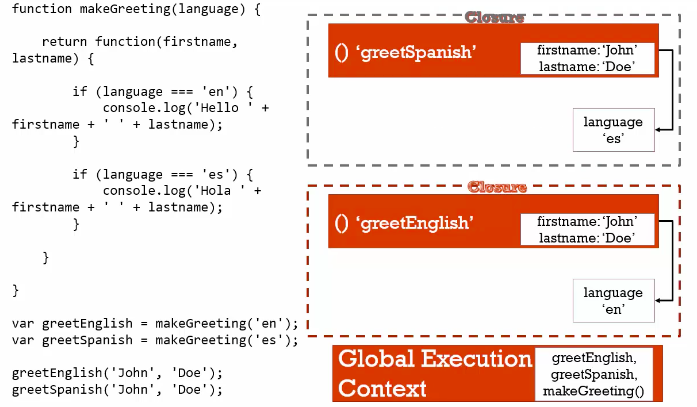 function makeGreeting(language) {
return function(firstname,
lastname) {
if (language === 'en') {
console.log('Hello ' +
firstname + ' ' + lastname);
}
if (language === 'es') {
console.log('Hola ' +
firstname + ' ' + lastname);
}
}
}
var greetEnglish = makeGreeting('en');
var greetSpanish = makeGreeting('es');
greetEnglish('John', 'Doe');
greetSpanish('John', 'Doe');
Closure
() ‘greetSpanish’
firstname: ‘John’
lastname: ‘Doe’
language
‘es’
Closure
() ‘greetEnglish’
firstname: ‘John’
lastname: ‘Doe’
language
‘en’
Global Execution
Context
greetEnglish,
greetSpanish,
makeGreeting()